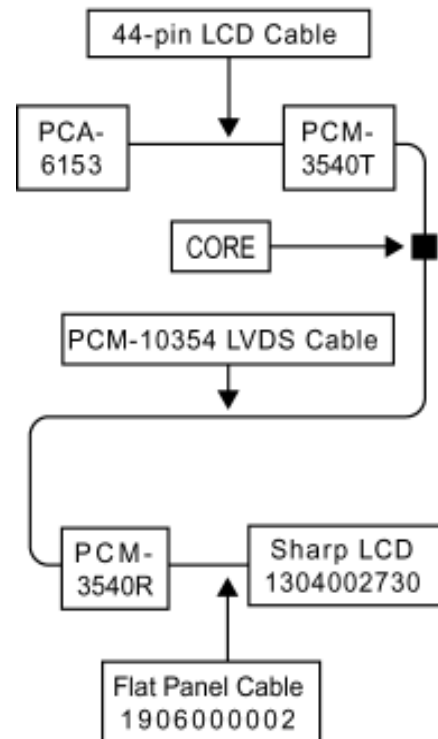 44-pin LCD Cable
PCA-
6153
PCM-
3540T
CORE
PCM-10354 LVDS Cable
PCM-
3540R
Sharp LCD
1304002730
Flat Panel Cable
1906000002